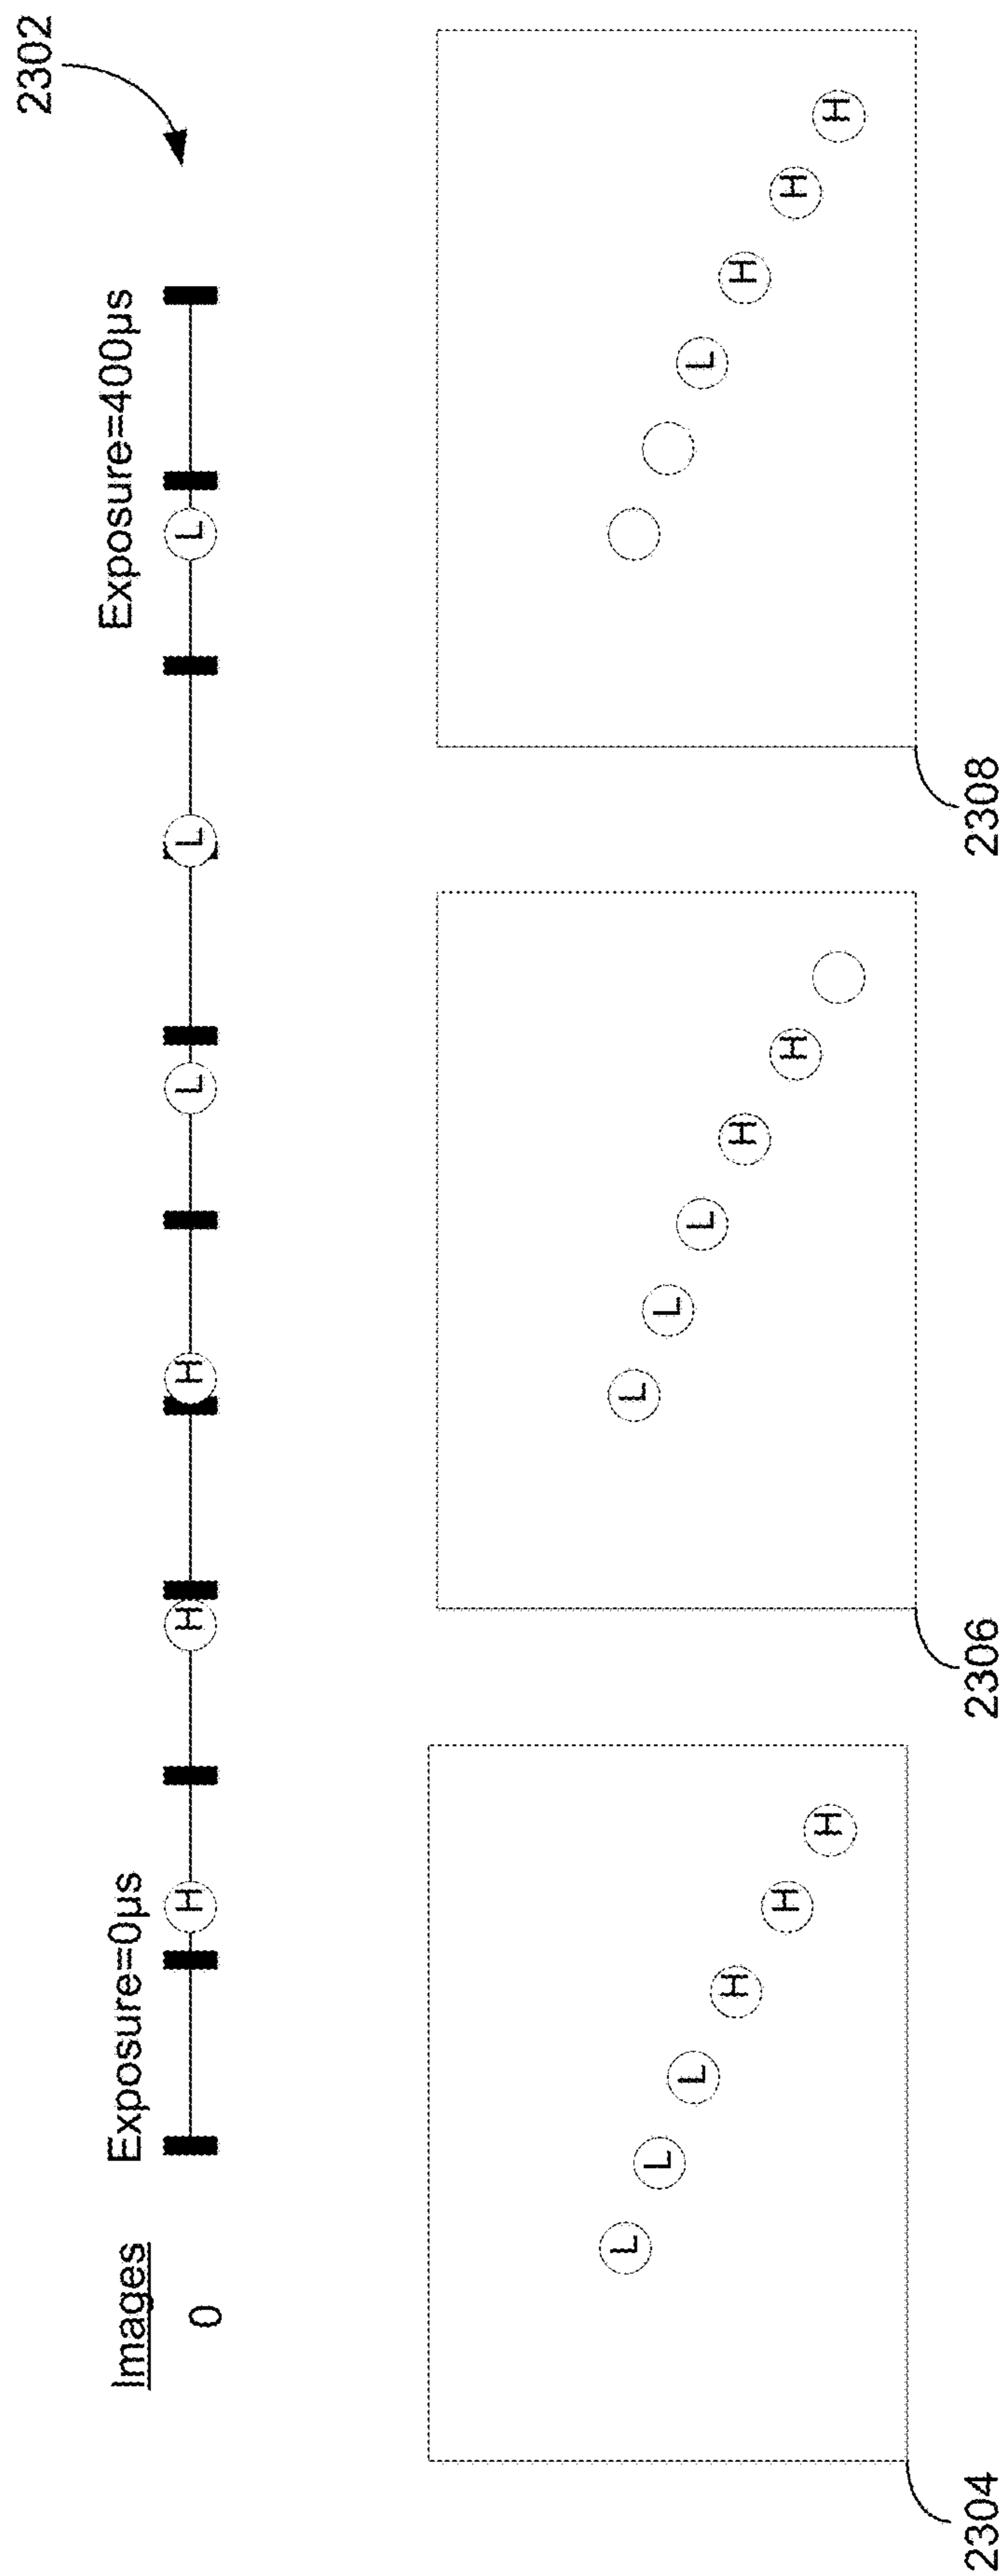 2302
Images Exposure=0µs Exposure=400µs
0 H H H L L L
L L L H H H
2304
L L L H H
2306
L H H H
2308